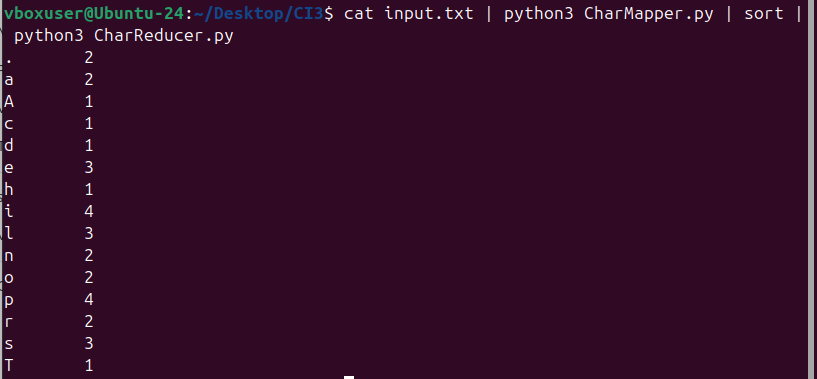 vboxuser@Ubuntu-24:~/Desktop/CI3$ cat input.txt | python3 CharMapper.py | sort |
python3 CharReducer.py
. 2
a 2
A 1
c 1
d 1
e 3
h 1
i 4
l 3
n 2
o 2
p 4
r 2
s 3
T 1